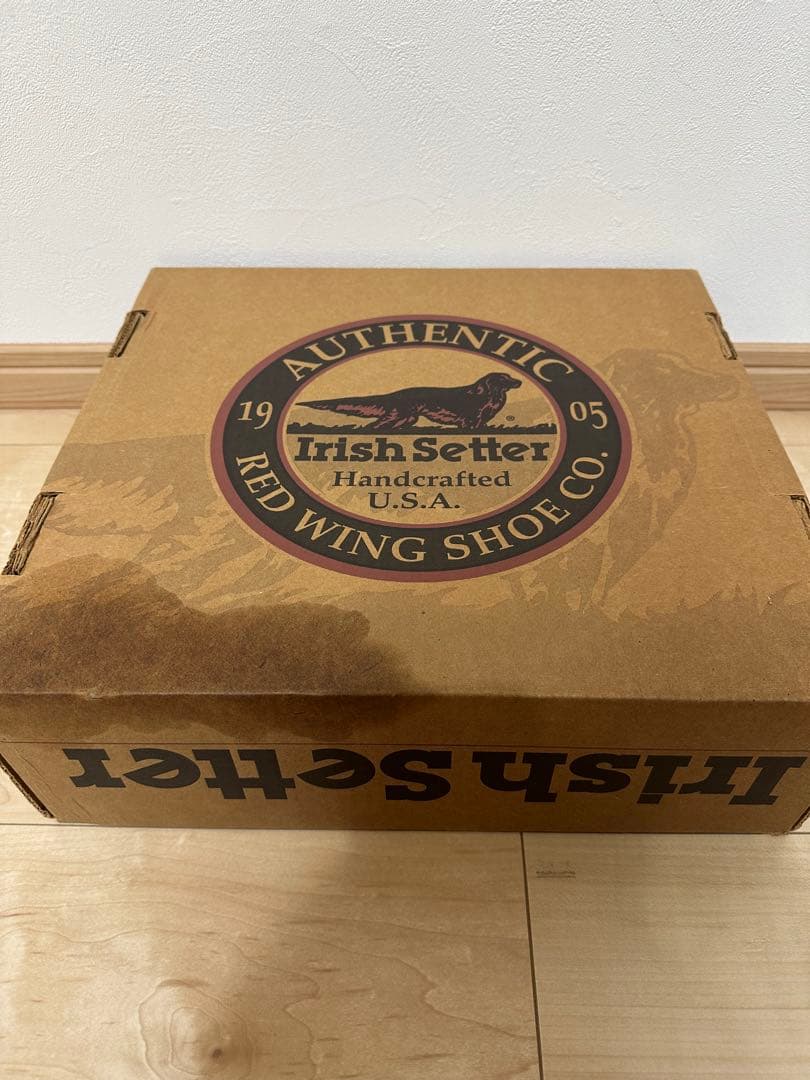 AUTHENTIC
19 05
Irish Setter®
Handcrafted
U.S.A.
RED WING SHOE CO.
Irish Setter